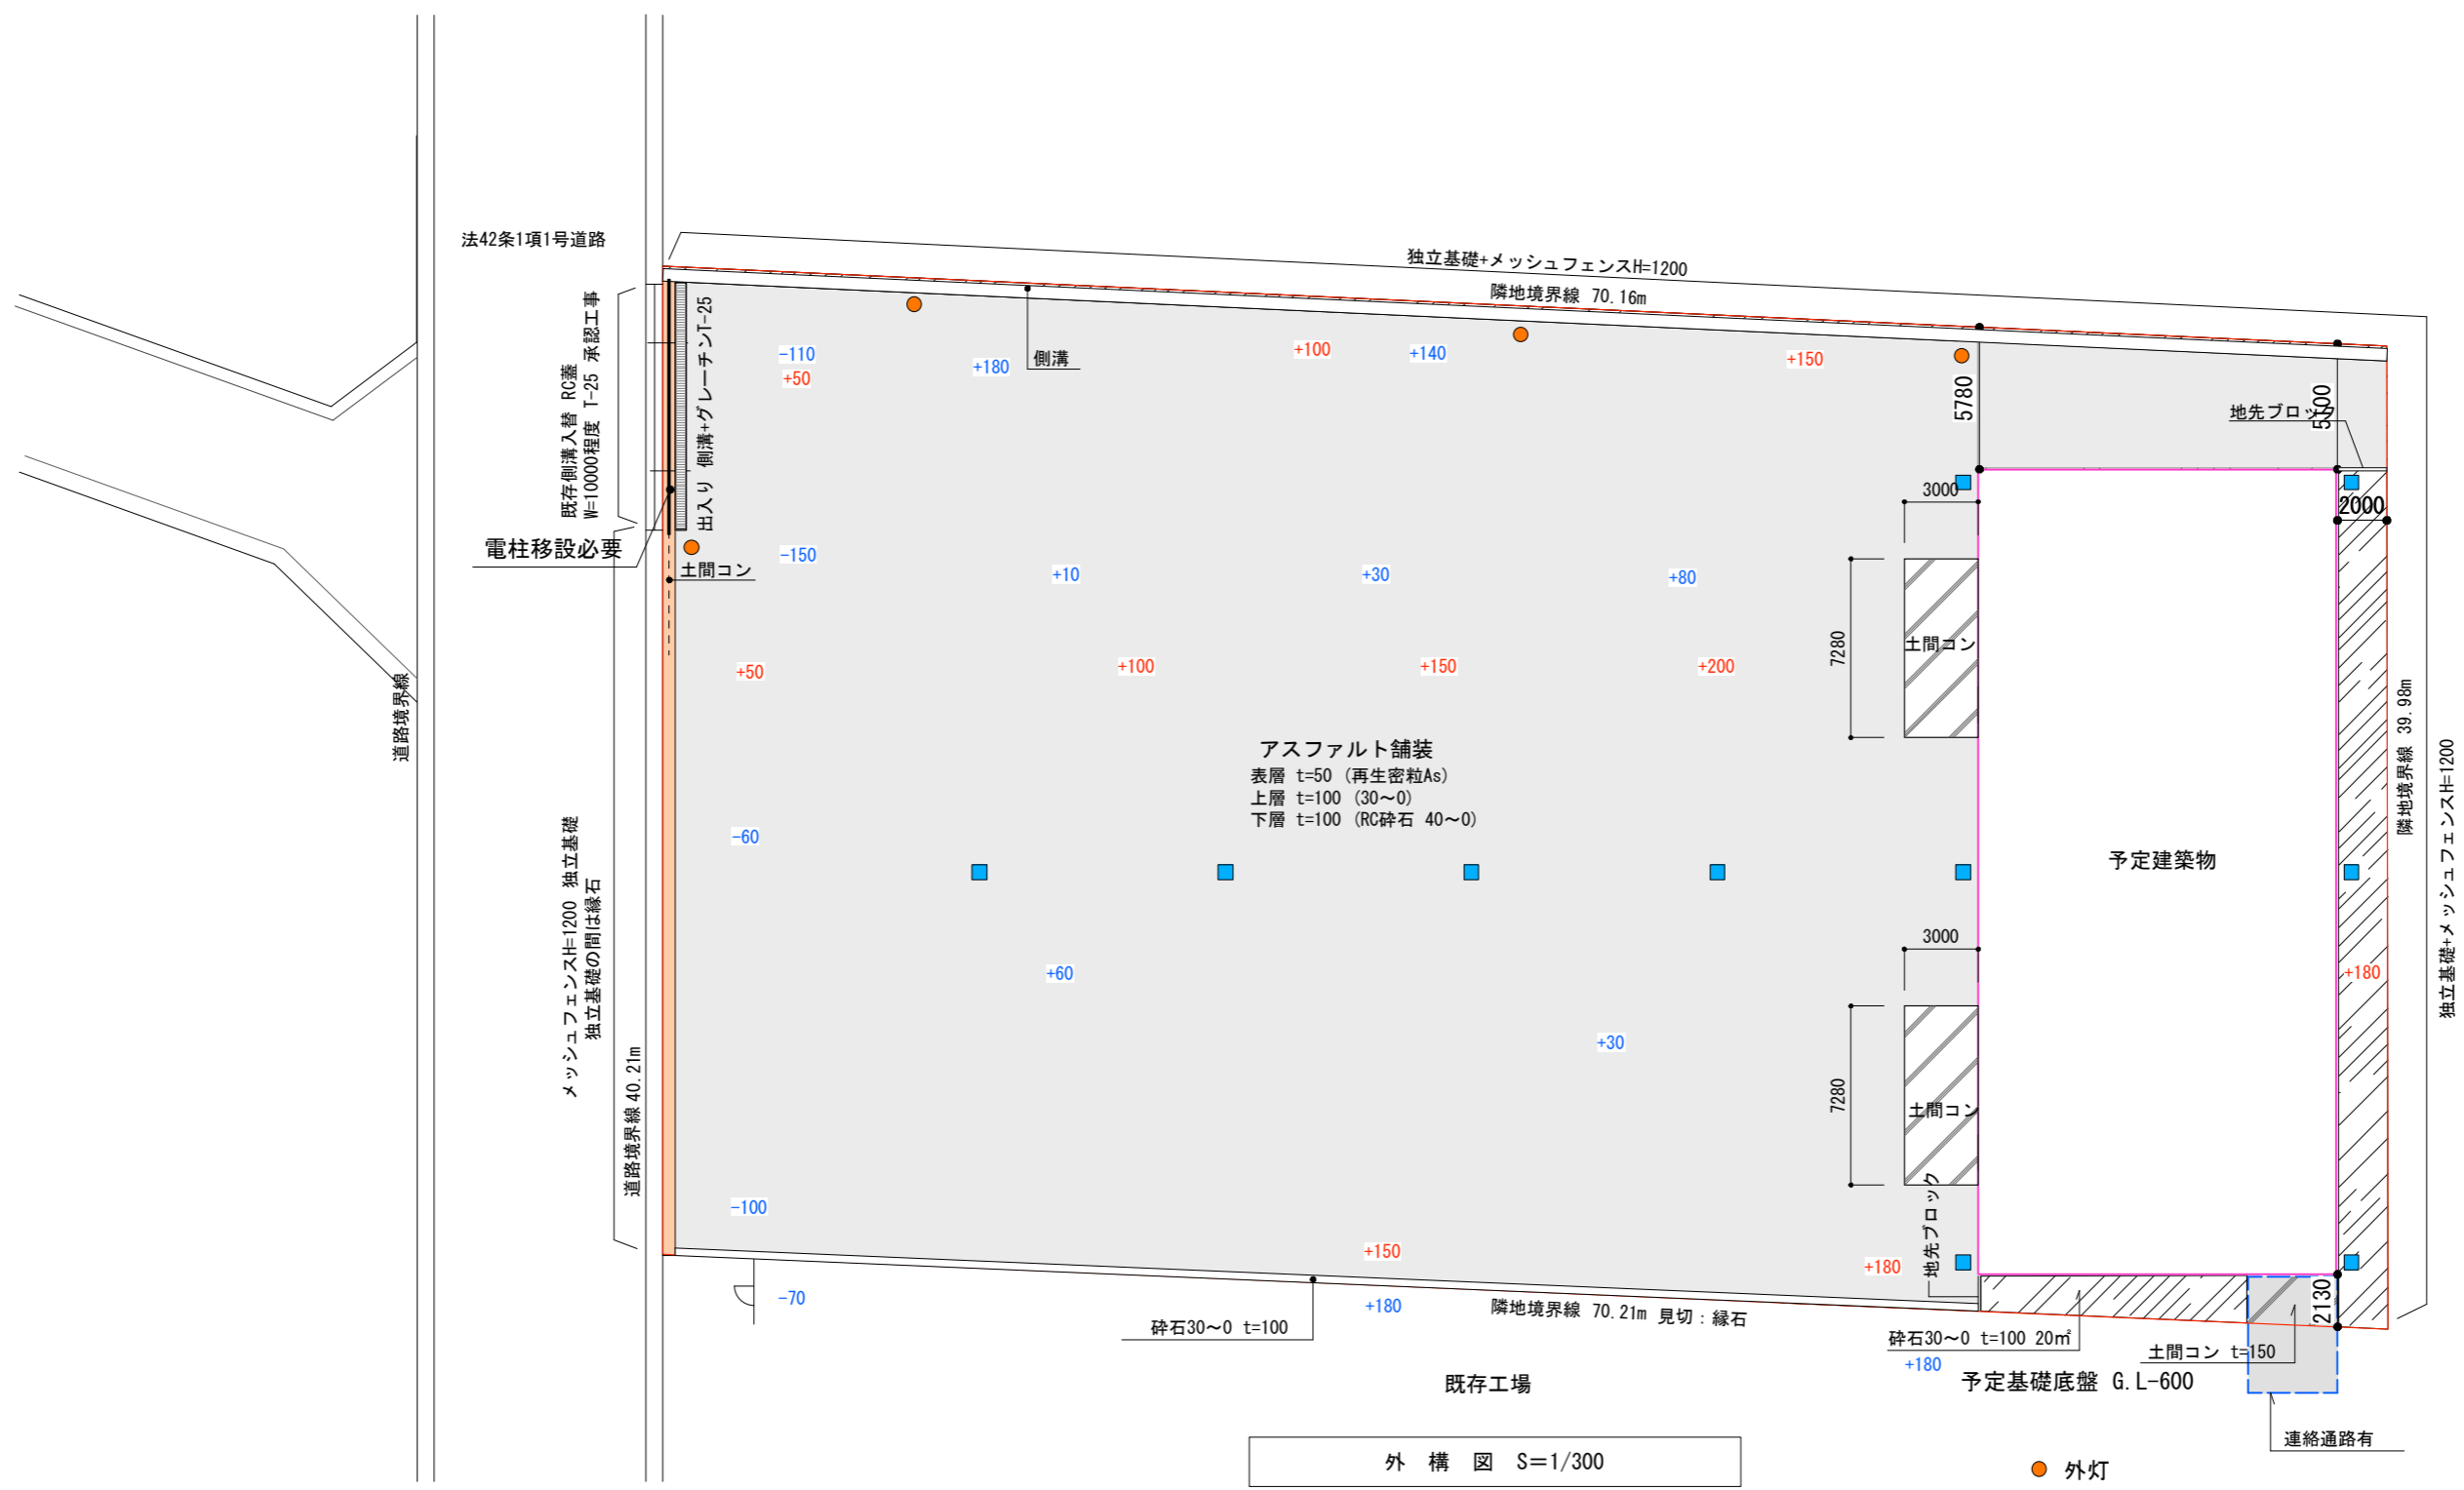 法42条1項1号道路
独立基礎+メッシュフェンスH=1200
隣地境界線 70.16m
既存側溝入替 RC蓋
W=10000程度 T-25 承認工事
出入り 側溝+グレーチンT-25
-110
+50
+180
側溝
+100
+140
+150
5780
5100
地先ブロック
3000
2000
電柱移設必要
土間コン
-150
+10
+30
+80
7280
土間コン
+50
+100
+150
+200
道路境界線
隣地境界線 39.98m
独立基礎+メッシュフェンスH=1200
アスファルト舗装
表層 t=50 (再生密粒As)
上層 t=100 (30～0)
下層 t=100 (RC砕石 40～0)
-60
予定建築物
メッシュフェンスH=1200 独立基礎
独立基礎の間は縁石
3000
+60
+180
+30
道路境界線 40.21m
7280
土間コン
-100
地先ブロック
+150
+180
-70
+180
隣地境界線 70.21m 見切：縁石
2130
砕石30～0 t=100
砕石30～0 t=100 20㎡
+180
土間コン t=150
既存工場
予定基礎底盤 G.L-600
連絡通路有
外 構 図 S=1/300
外灯